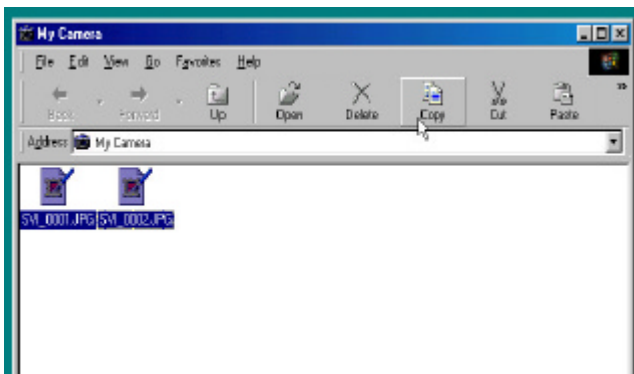 My Camera
File Edit View Go Favorites Help
Back Forward Up Open Delete Copy Cut Paste »
Address My Camera
SVI_0001.JPG SVI_0002.JPG